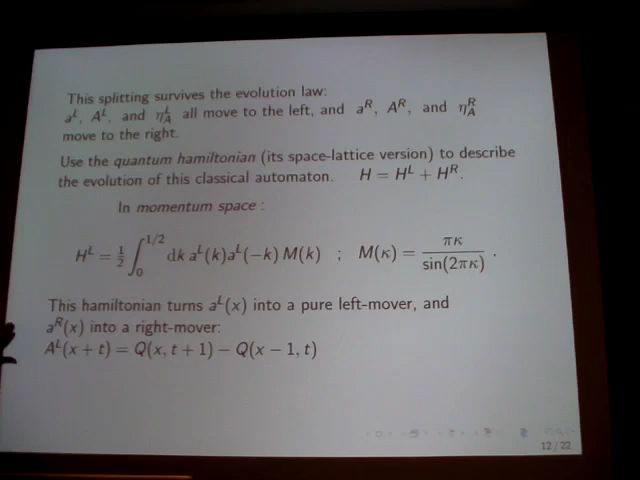 This splitting survives the evolution law:
a^L, A^L, and η_A^L all move to the left, and a^R, A^R, and η_A^R
move to the right.
Use the quantum hamiltonian (its space-lattice version) to describe
the evolution of this classical automaton. H = H^L + H^R.
In momentum space :
H^L = 1/2 ∫_0^{1/2} dk a^L(k)a^L(−k) M(k) ; M(κ) = πκ / sin(2πκ) .
This hamiltonian turns a^L(x) into a pure left-mover, and
a^R(x) into a right-mover:
A^L(x + t) = Q(x, t + 1) − Q(x − 1, t)
12 / 22